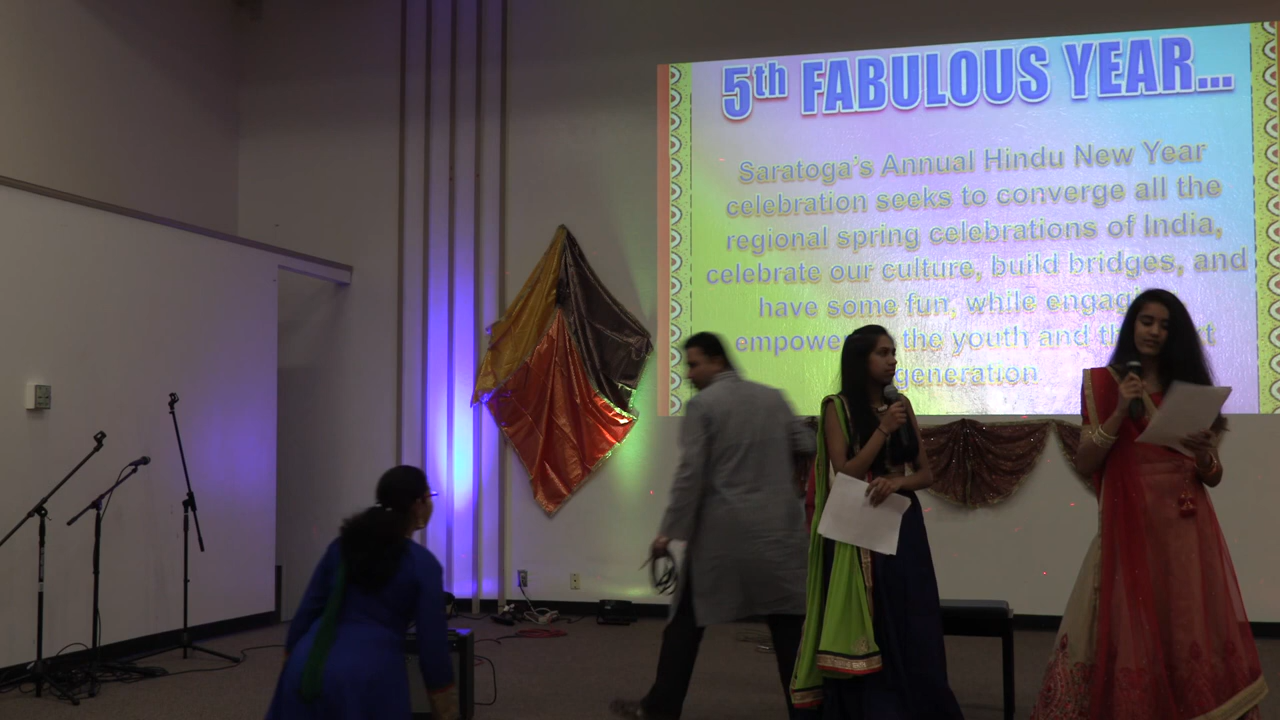 5th FABULOUS YEAR...
Saratoga's Annual Hindu New Year
celebration seeks to converge all the
regional spring celebrations of India,
celebrate our culture, build bridges, and
have some fun, while
the youth and
generation